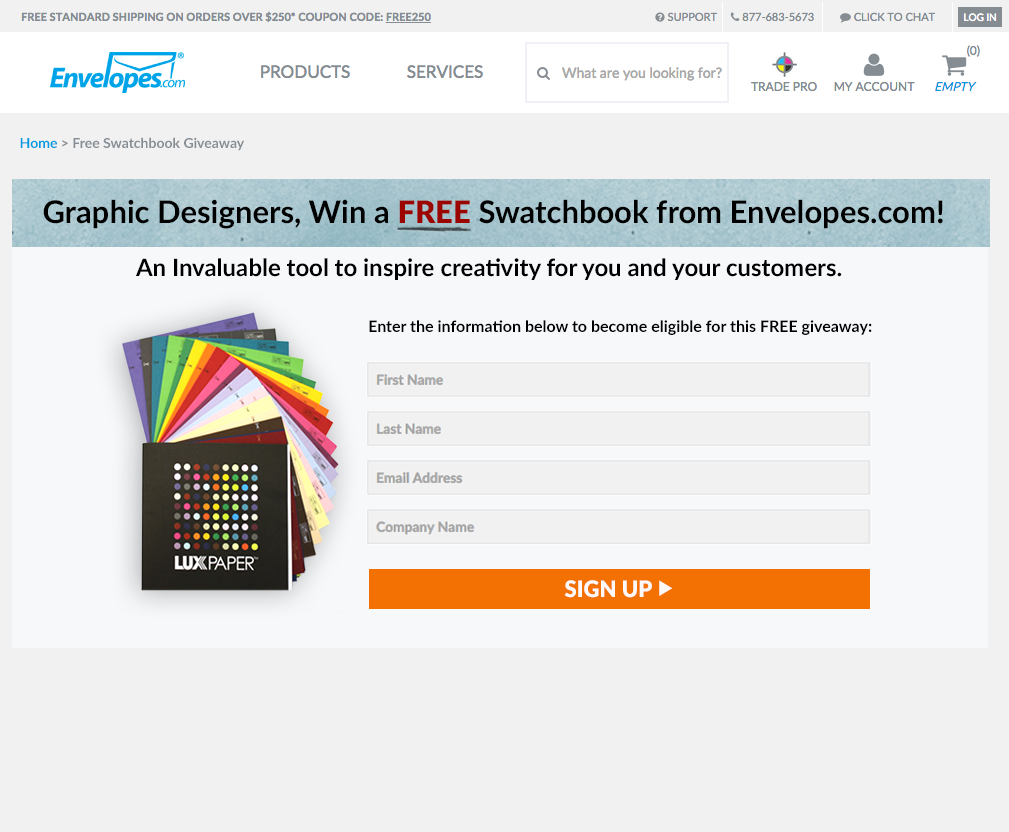 FREE STANDARD SHIPPING ON ORDERS OVER $250* COUPON CODE: FREE250
SUPPORT
877-683-5673
CLICK TO CHAT
LOG IN
Envelopes.com®
PRODUCTS
SERVICES
What are you looking for?
TRADE PRO
MY ACCOUNT
(0)
EMPTY
Home > Free Swatchbook Giveaway
Graphic Designers, Win a FREE Swatchbook from Envelopes.com!
An Invaluable tool to inspire creativity for you and your customers.
Enter the information below to become eligible for this FREE giveaway:
First Name
Last Name
Email Address
Company Name
LUXPAPER™
SIGN UP